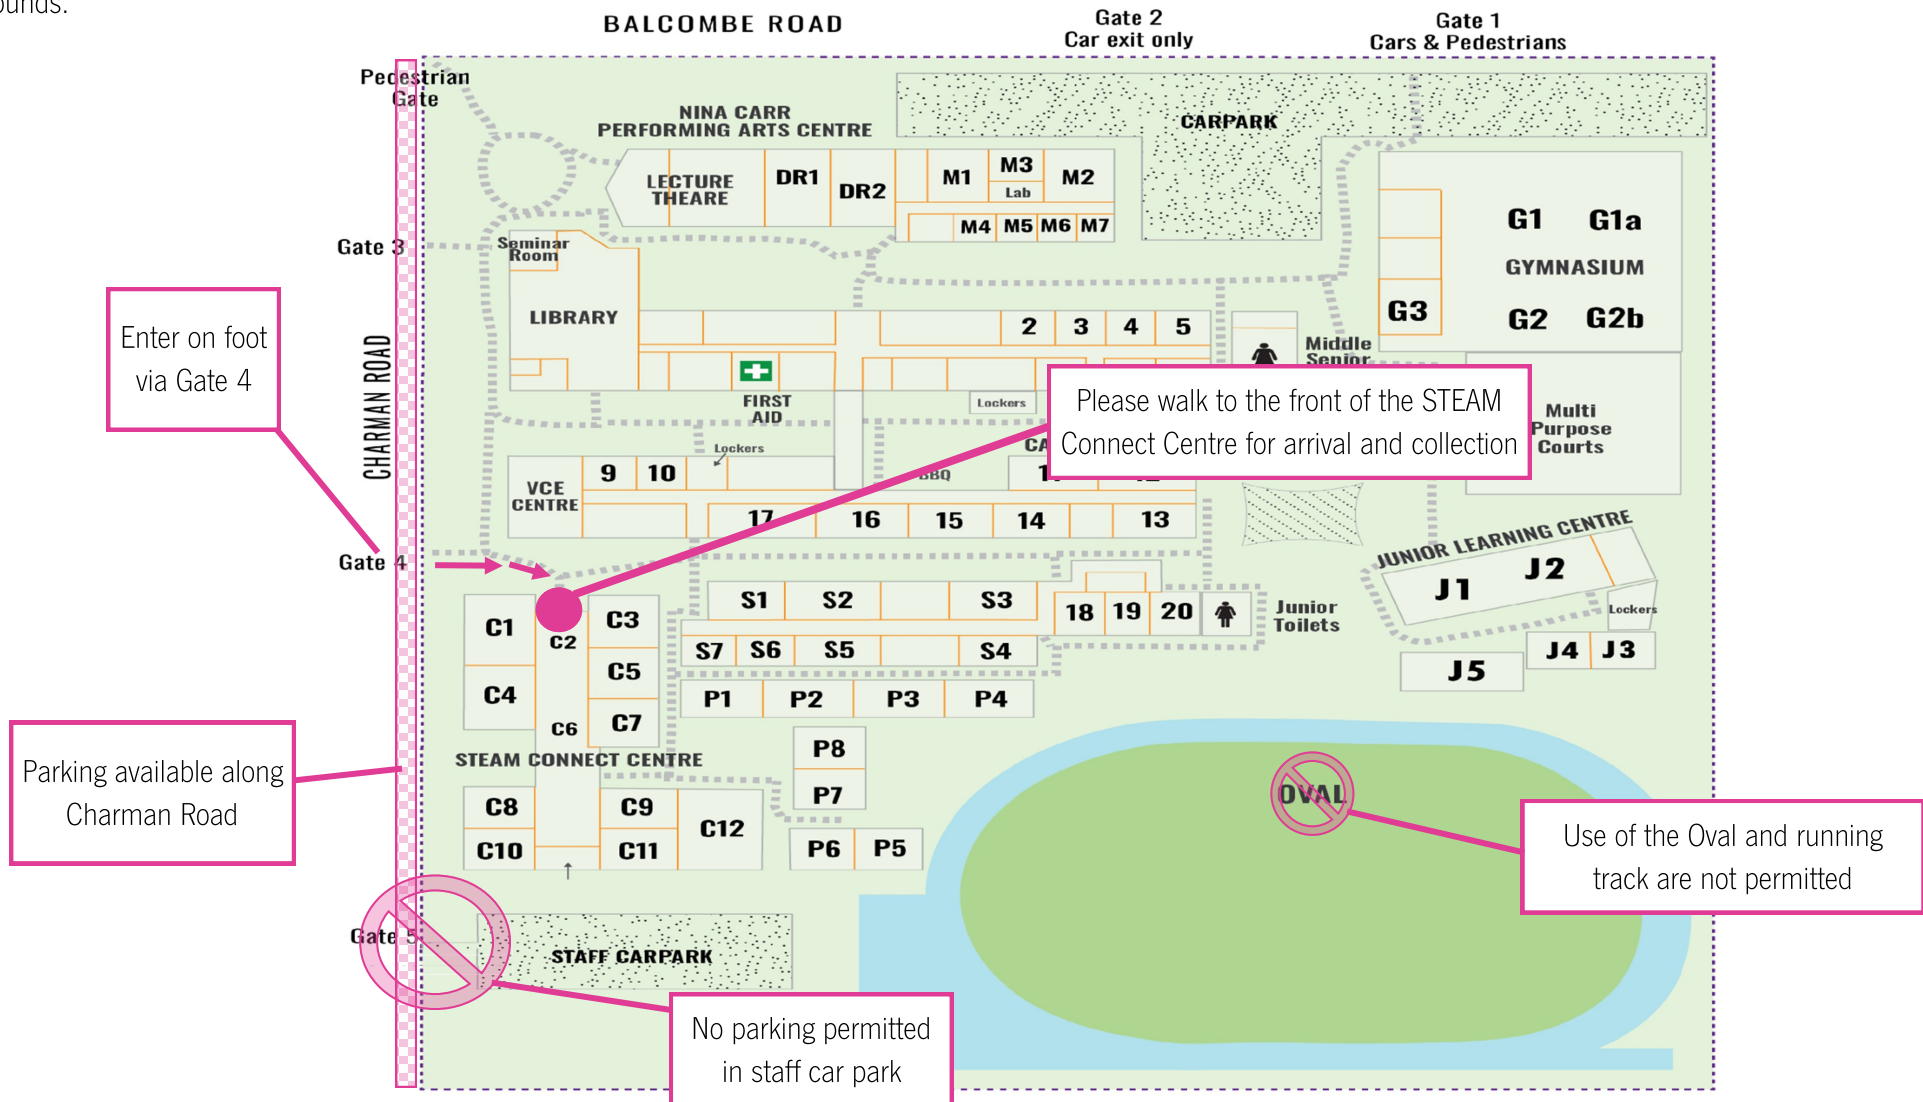 BALCOMBE ROAD
Gate 2
Car exit only
Gate 1
Cars & Pedestrians
Pedestrian
Gate
NINA CARR
PERFORMING ARTS CENTRE
CARPARK
LECTURE
THEARE
DR1
DR2
M1
M3
Lab
M2
M4
M5
M6
M7
G1
G1a
GYMNASIUM
G3
G2
G2b
Gate 3
Seminar
Room
LIBRARY
2
3
4
5
Middle
Senior
FIRST
AID
Lockers
Enter on foot
via Gate 4
CHARMAN ROAD
Please walk to the front of the STEAM
Connect Centre for arrival and collection
Multi
Purpose
Courts
Lockers
BBQ
VCE
CENTRE
9
10
17
16
15
14
13
Gate 4
JUNIOR LEARNING CENTRE
J1
J2
Lockers
J4
J3
J5
C1
C2
C3
C4
C5
C6
C7
S1
S2
S3
S7
S6
S5
S4
18
19
20
Junior
Toilets
P1
P2
P3
P4
P8
P7
P6
P5
STEAM CONNECT CENTRE
C8
C9
C10
C11
C12
Parking available along
Charman Road
OVAL
Use of the Oval and running
track are not permitted
Gate 5
STAFF CARPARK
No parking permitted
in staff car park